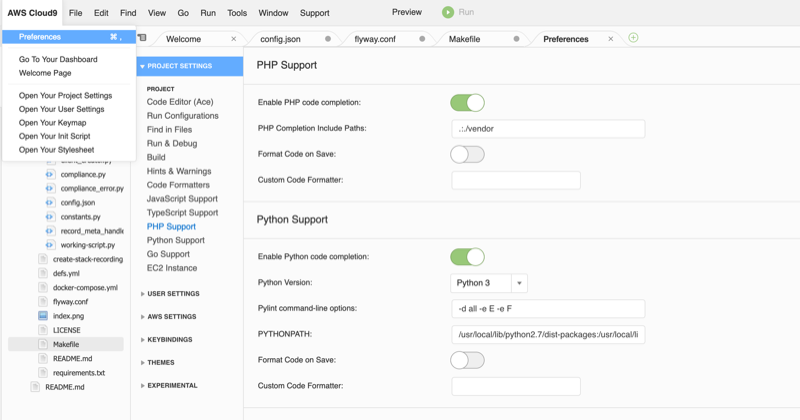 AWS Cloud9 File Edit Find View Go Run Tools Window Support Preview Run
Preferences ⌘ ,
Go To Your Dashboard
Welcome Page
Open Your Project Settings
Open Your User Settings
Open Your Keymap
Open Your Init Script
Open Your Stylesheet
compliance.py
compliance_error.py
config.json
constants.py
record_meta_handle
working-script.py
create-stack-recording
defs.yml
docker-compose.yml
flyway.conf
index.png
LICENSE
Makefile
README.md
requirements.txt
README.md
Welcome config.json flyway.conf Makefile Preferences
PROJECT SETTINGS
PROJECT
Code Editor (Ace)
Run Configurations
Find in Files
Run & Debug
Build
Hints & Warnings
Code Formatters
JavaScript Support
TypeScript Support
PHP Support
Python Support
Go Support
EC2 Instance
USER SETTINGS
AWS SETTINGS
KEYBINDINGS
THEMES
EXPERIMENTAL
PHP Support
Enable PHP code completion:
PHP Completion Include Paths: .:./vendor
Format Code on Save:
Custom Code Formatter:
Python Support
Enable Python code completion:
Python Version: Python 3
Pylint command-line options: -d all -e E -e F
PYTHONPATH: /usr/local/lib/python2.7/dist-packages:/usr/local/li
Format Code on Save:
Custom Code Formatter: